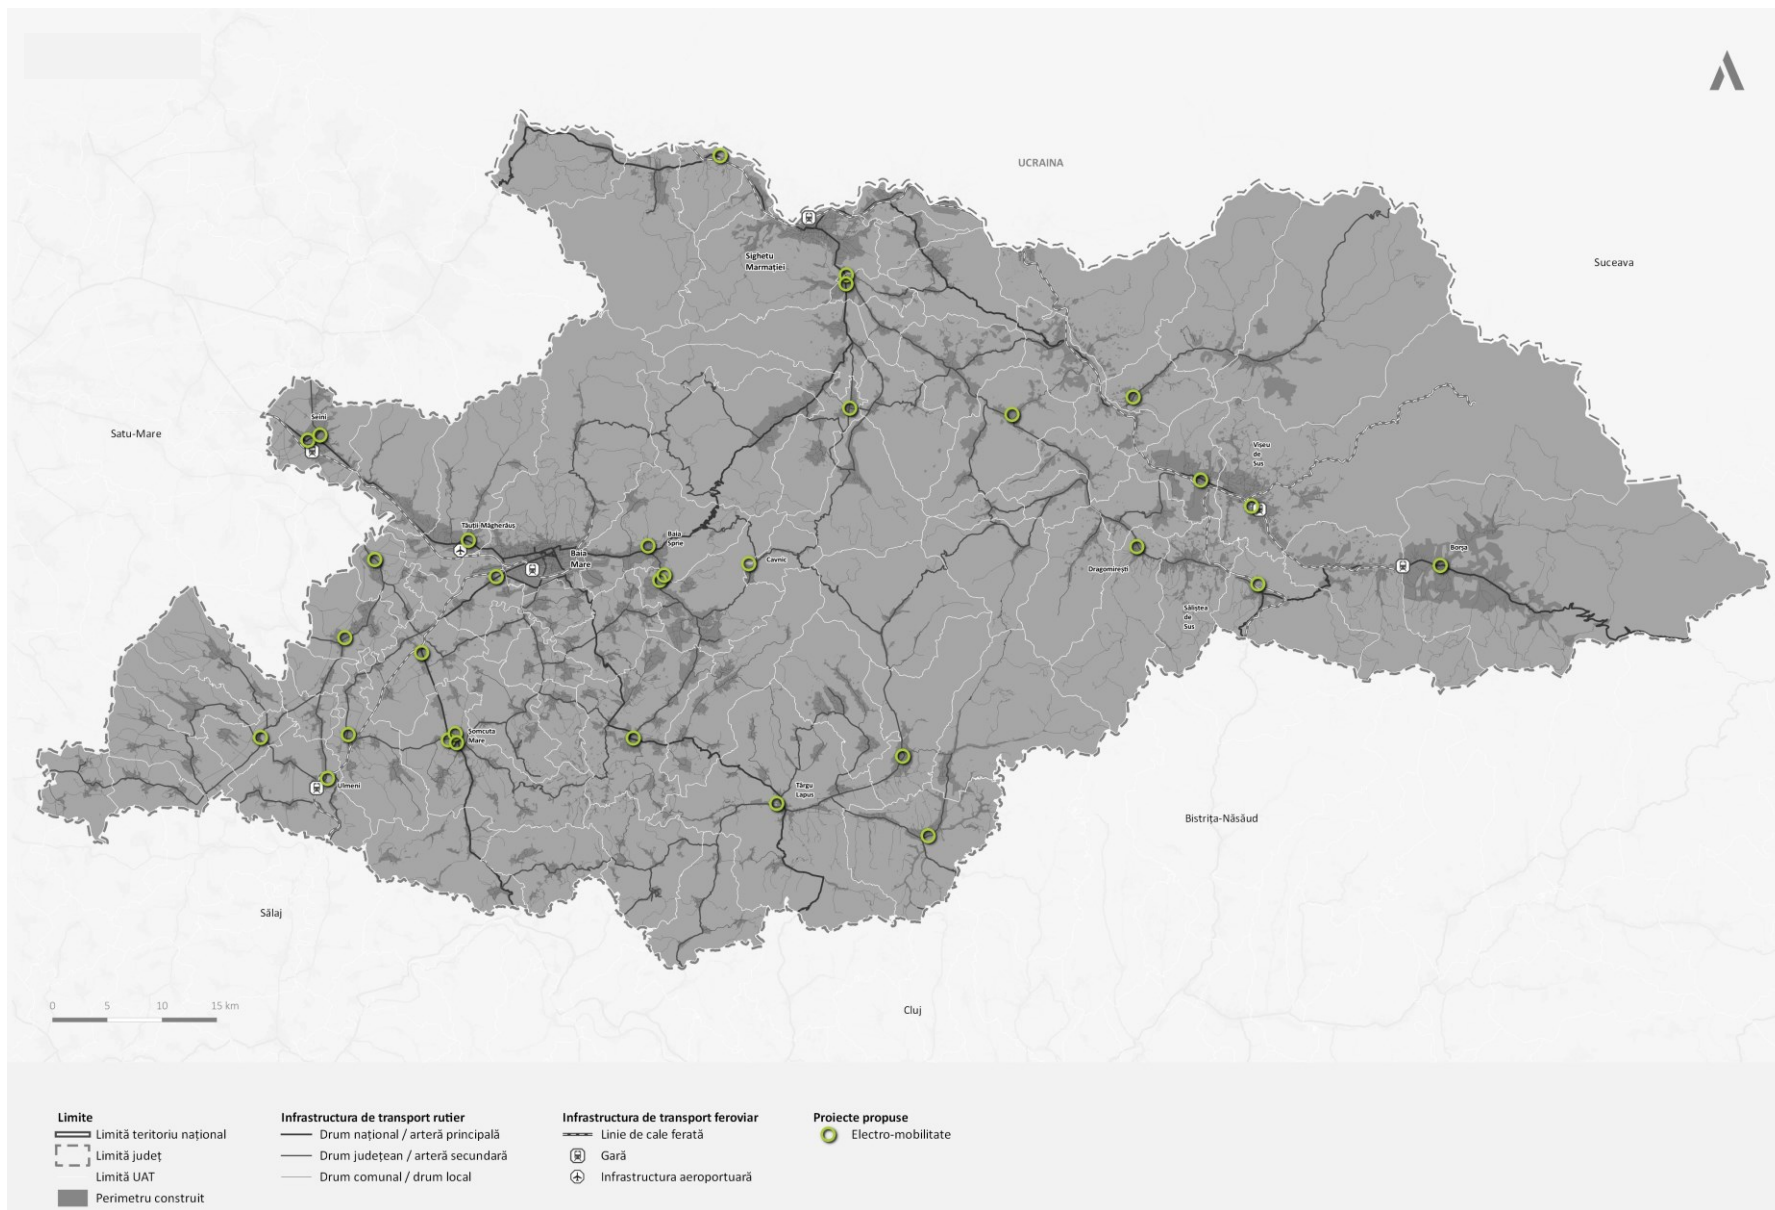 UCRAINA
Suceava
Sighetu
Marmației
Seini
Satu-Mare
Vișeu
de
Sus
Tăuții-Măgherăuș
Baia
Sprie
Baia
Mare
Cavnic
Borșa
Dragomirești
Săliștea
de
Sus
Șomcuta
Mare
Ulmeni
Târgu
Lapus
Bistrița-Năsăud
Sălaj
Cluj
0 5 10 15 km
Limite
Limită teritoriu național
Limită județ
Limită UAT
Perimetru construit
Infrastructura de transport rutier
Drum național / arteră principală
Drum județean / arteră secundară
Drum comunal / drum local
Infrastructura de transport feroviar
Linie de cale ferată
Gară
Infrastructura aeroportuară
Proiecte propuse
Electro-mobilitate